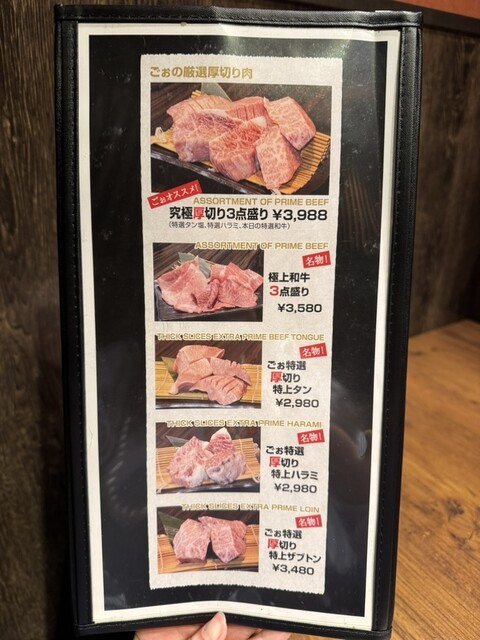 ごぉの厳選厚切り肉
ごぉオススメ!
ASSORTMENT OF PRIME BEEF
究極厚切り3点盛り ¥3,988
(特選タン塩、特選ハラミ、本日の特選和牛)
ASSORTMENT OF PRIME BEEF
名物!
極上和牛
3点盛り
¥3,580
THICK SLICES EXTRA PRIME BEEF TONGUE
名物!
ごぉ特選
厚切り
特上タン
¥2,980
THICK SLICES EXTRA PRIME HARAMI
名物!
ごぉ特選
厚切り
特上ハラミ
¥2,980
THICK SLICES EXTRA PRIME LOIN
名物!
ごぉ特選
厚切り
特上ザブトン
¥3,480